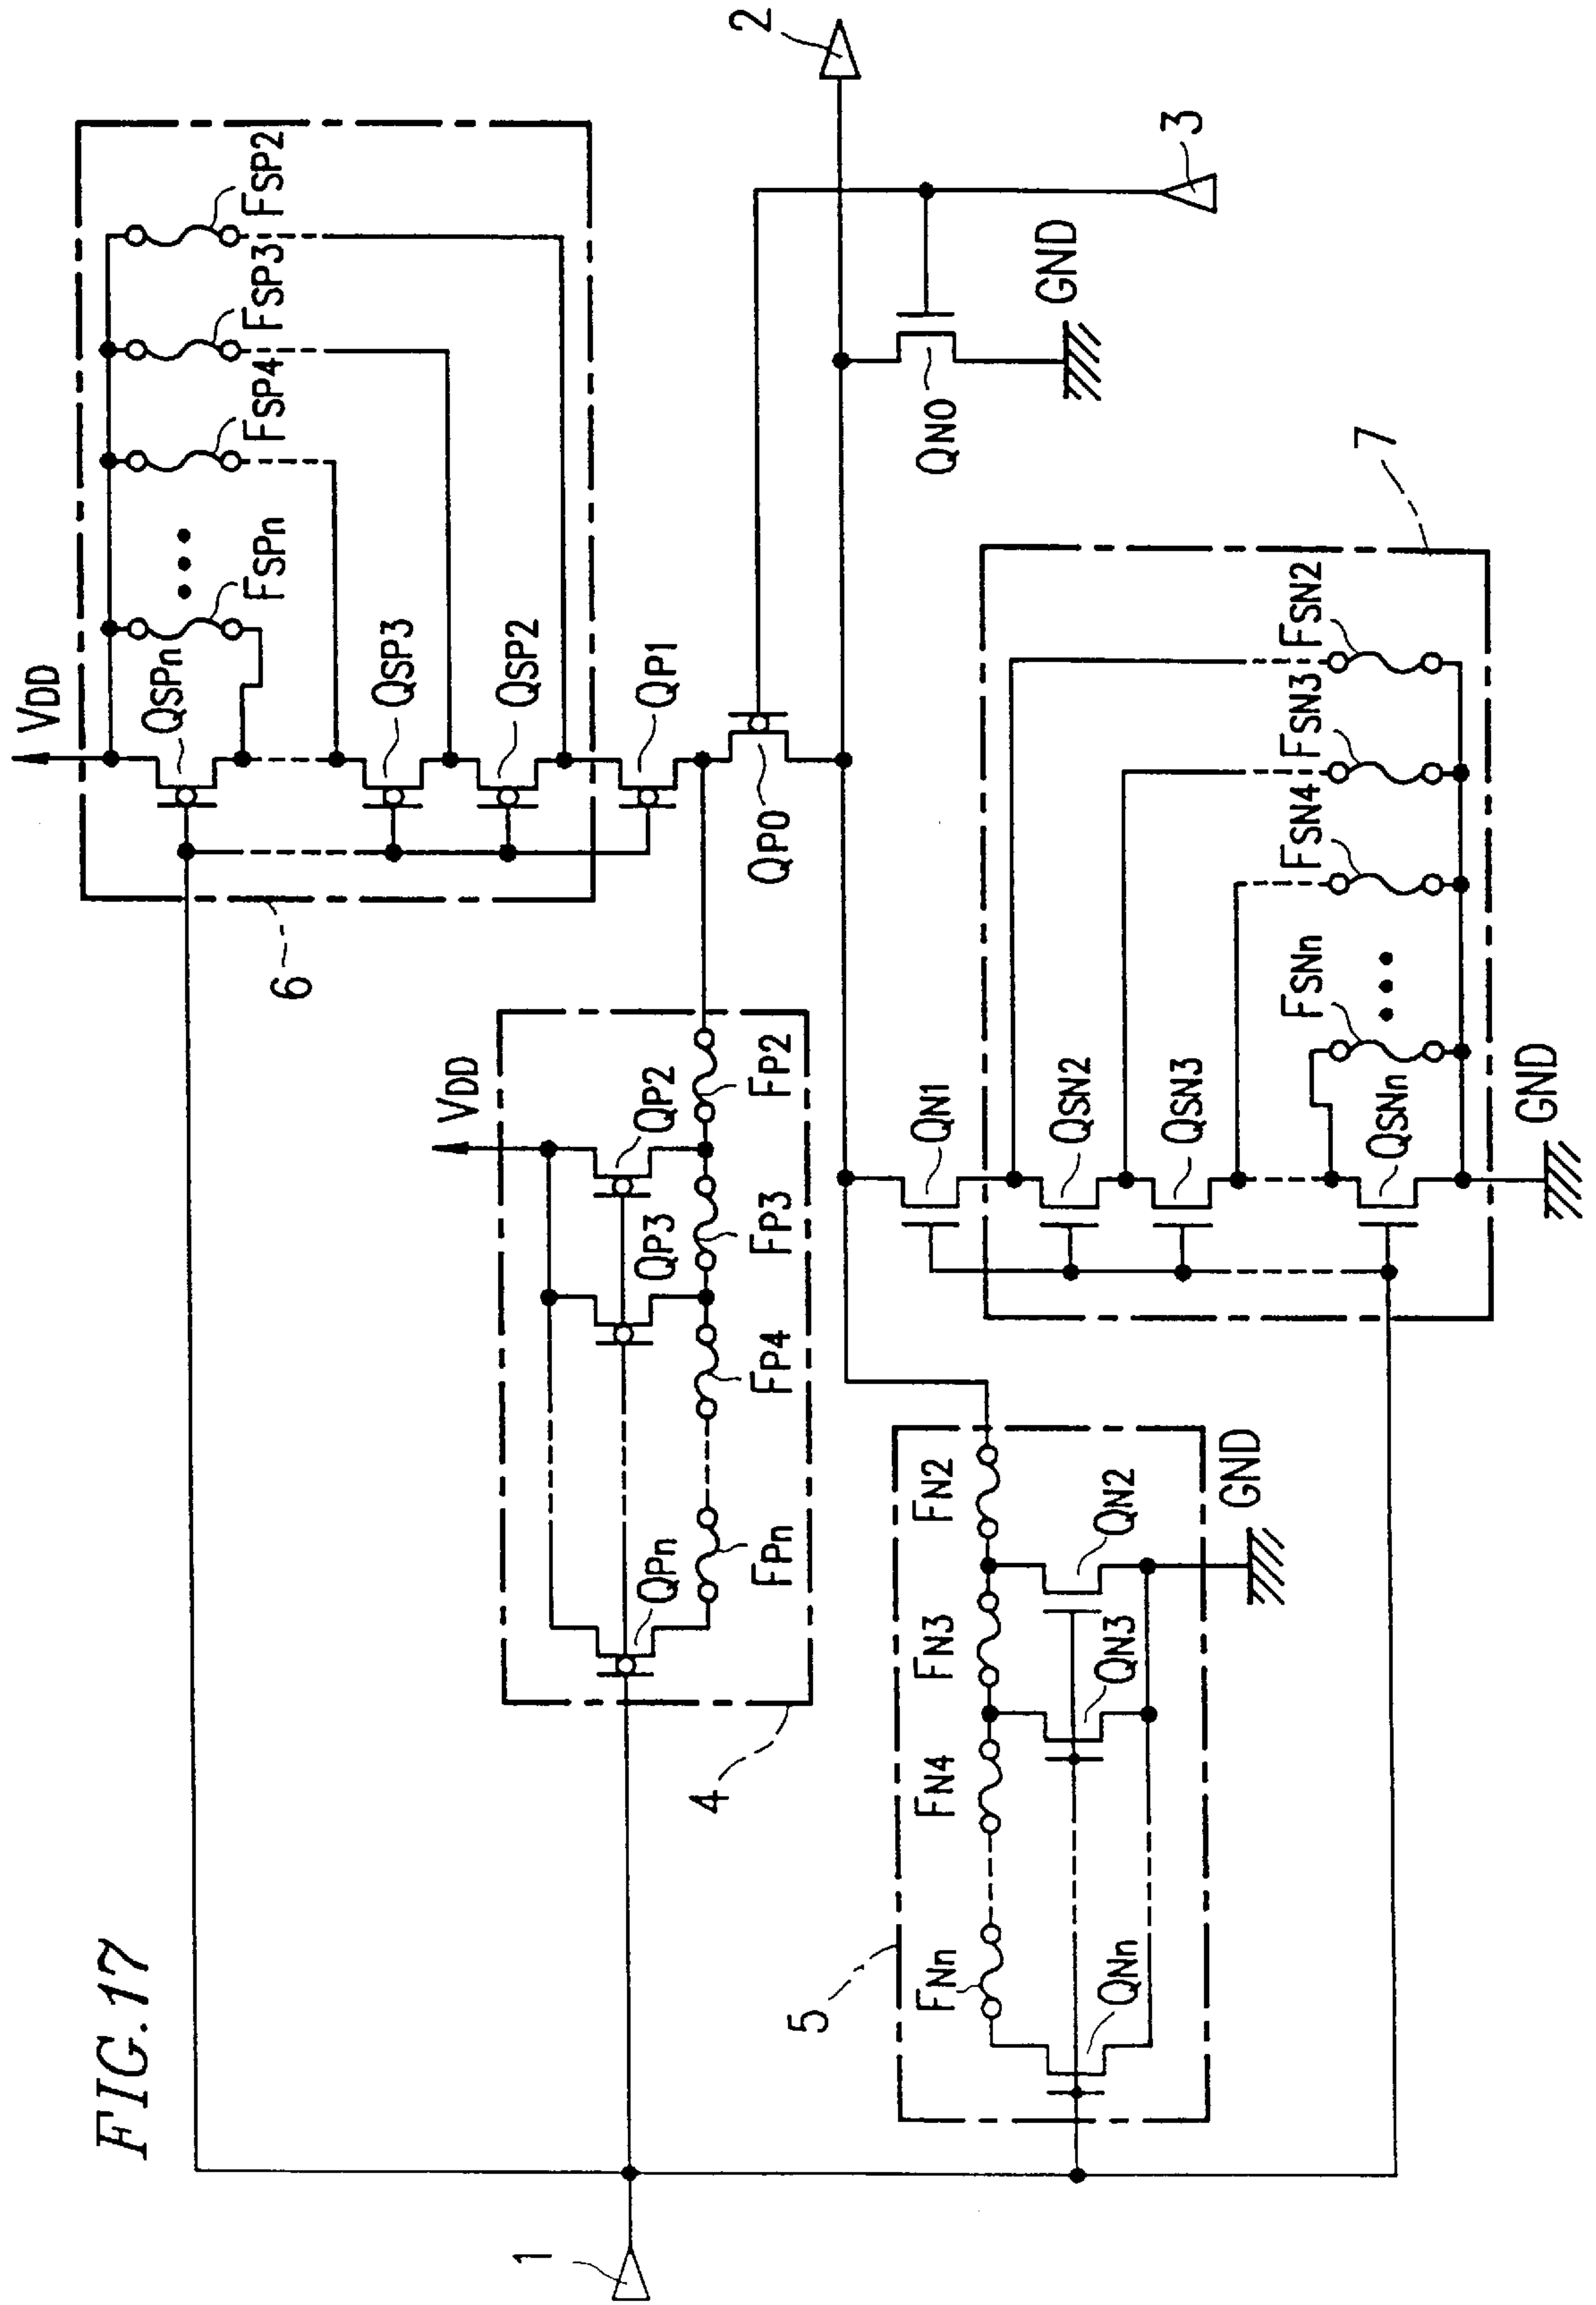 FIG.17
VDD
QSPn
FSPn
FSP4
FSP3
FSP2
QSP3
QSP2
QP1
QP0
6
2
3
QN0
GND
VDD
QP2
QP3
QPn
FP2
FP3
FP4
FPn
4
7
QN1
QSN2
QSN3
QSNn
FSNn
FSN4
FSN3
FSN2
GND
5
FN2
FN3
FN4
FNn
QN2
QN3
QNn
GND
1